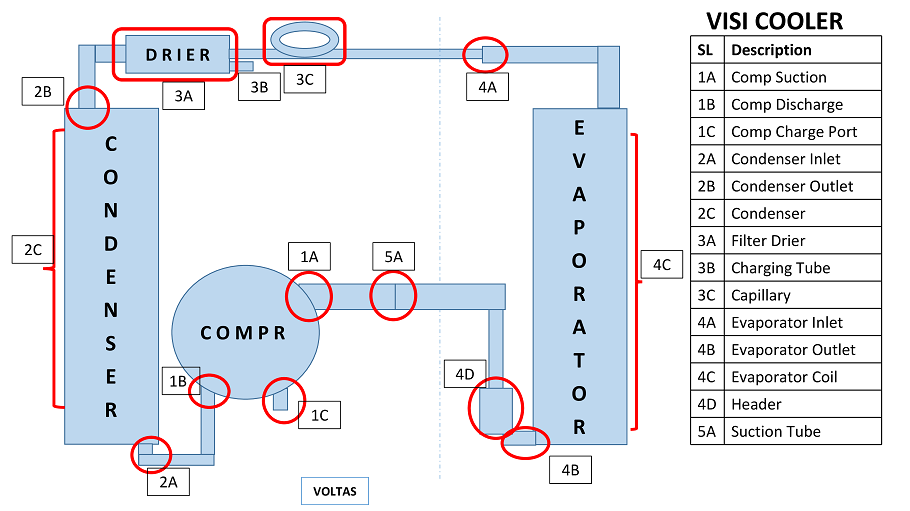 VISI COOLER
SL Description
1A Comp Suction
1B Comp Discharge
1C Comp Charge Port
2A Condenser Inlet
2B Condenser Outlet
2C Condenser
3A Filter Drier
3B Charging Tube
3C Capillary
4A Evaporator Inlet
4B Evaporator Outlet
4C Evaporator Coil
4D Header
5A Suction Tube
DRIER
2B
3A
3B
3C
4A
CONDENSER
EVAPORATOR
2C
4C
1A
5A
COMPR
1B
1C
4D
2A
4B
VOLTAS